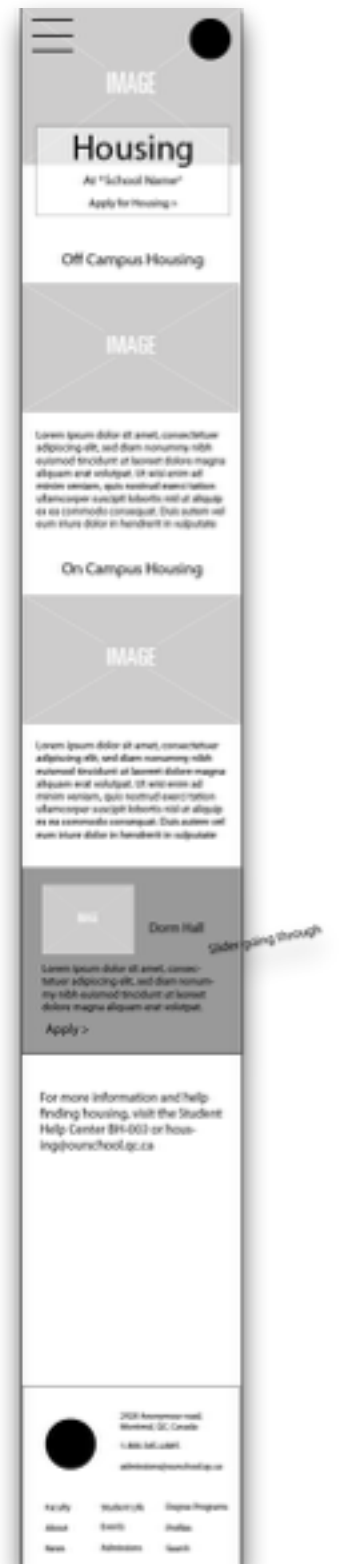 IMAGE
Housing
At "School Name"
Apply for Housing >
Off Campus Housing
IMAGE
Lorem ipsum dolor sit amet, consectetuer
adipiscing elit, sed diam nonummy nibh
euismod tincidunt ut laoreet dolore magna
aliquam erat volutpat. Ut wisi enim ad
minim veniam, quis nostrud exerci tation
ullamcorper suscipit lobortis nisl ut aliquip
ex ea commodo consequat. Duis autem vel
eum iriure dolor in hendrerit in vulputate
On Campus Housing
IMAGE
Lorem ipsum dolor sit amet, consectetuer
adipiscing elit, sed diam nonummy nibh
euismod tincidunt ut laoreet dolore magna
aliquam erat volutpat. Ut wisi enim ad
minim veniam, quis nostrud exerci tation
ullamcorper suscipit lobortis nisl ut aliquip
ex ea commodo consequat. Duis autem vel
eum iriure dolor in hendrerit in vulputate
IMAGE
Dorm Hall
Slider going through
Lorem ipsum dolor sit amet, consec-
tetuer adipiscing elit, sed diam nonum-
my nibh euismod tincidunt ut laoreet
dolore magna aliquam erat volutpat.
Apply >
For more information and help
finding housing, visit the Student
Help Center BH-003 or hous-
ing@ourschool.qc.ca
Montreal, QC, Canada
admissions@ourschool.qc.ca
Faculty Student Life Degree Programs
About Events Profiles
News Admissions Search